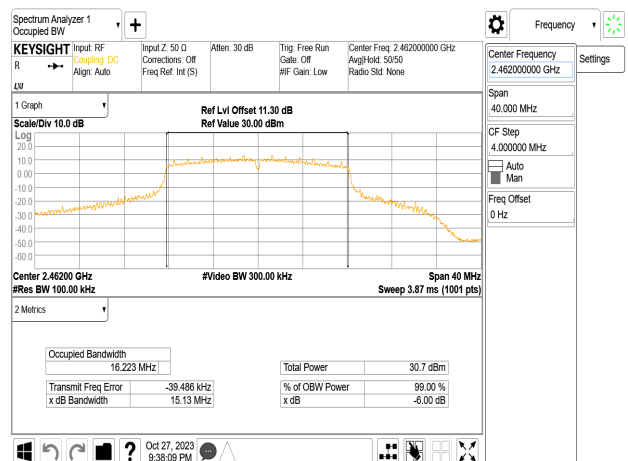 Spectrum Analyzer 1
Occupied BW
Frequency
KEYSIGHT
R
Input: RF
Coupling: DC
Align: Auto
Input Z: 50 Ω
Corrections: Off
Freq Ref: Int (S)
Atten: 30 dB
Trig: Free Run
Gate: Off
#IF Gain: Low
Center Freq: 2.462000000 GHz
Avg|Hold: 50/50
Radio Std: None
Center Frequency
2.462000000 GHz
Settings
Span
40.000 MHz
CF Step
4.000000 MHz
Auto
Man
Freq Offset
0 Hz
1 Graph
Scale/Div 10.0 dB
Ref Lvl Offset 11.30 dB
Ref Value 30.00 dBm
Log
20.0
10.0
0.00
-10.0
-20.0
-30.0
-40.0
-50.0
-60.0
Center 2.46200 GHz
#Res BW 100.00 kHz
#Video BW 300.00 kHz
Span 40 MHz
Sweep 3.87 ms (1001 pts)
2 Metrics
Occupied Bandwidth
16.223 MHz
Total Power 30.7 dBm
Transmit Freq Error -39.486 kHz
% of OBW Power 99.00 %
x dB Bandwidth 15.13 MHz
x dB -6.00 dB
?
Oct 27, 2023
9:38:09 PM